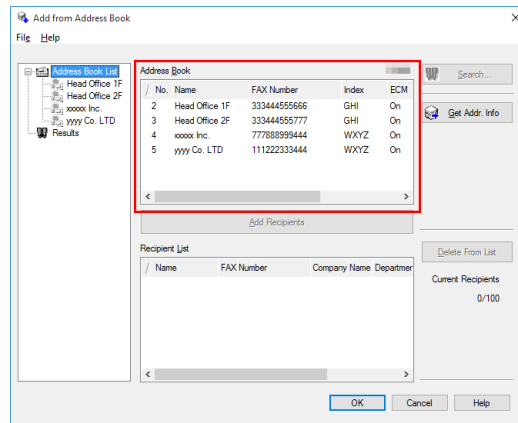 Add from Address Book
File Help
Address Book List
Head Office 1F
Head Office 2F
xxxxx Inc.
yyyy Co. LTD
Results
Address Book
/ No. Name FAX Number Index ECM
2 Head Office 1F 333444555666 GHI On
3 Head Office 2F 333444555777 GHI On
4 xxxxx Inc. 777888999444 WXYZ On
5 yyyy Co. LTD 111222333444 WXYZ On
Add Recipients
Recipient List
/ Name FAX Number Company Name Departmer
Search...
Get Addr. Info
Delete From List
Current Recipients
0/100
OK Cancel Help